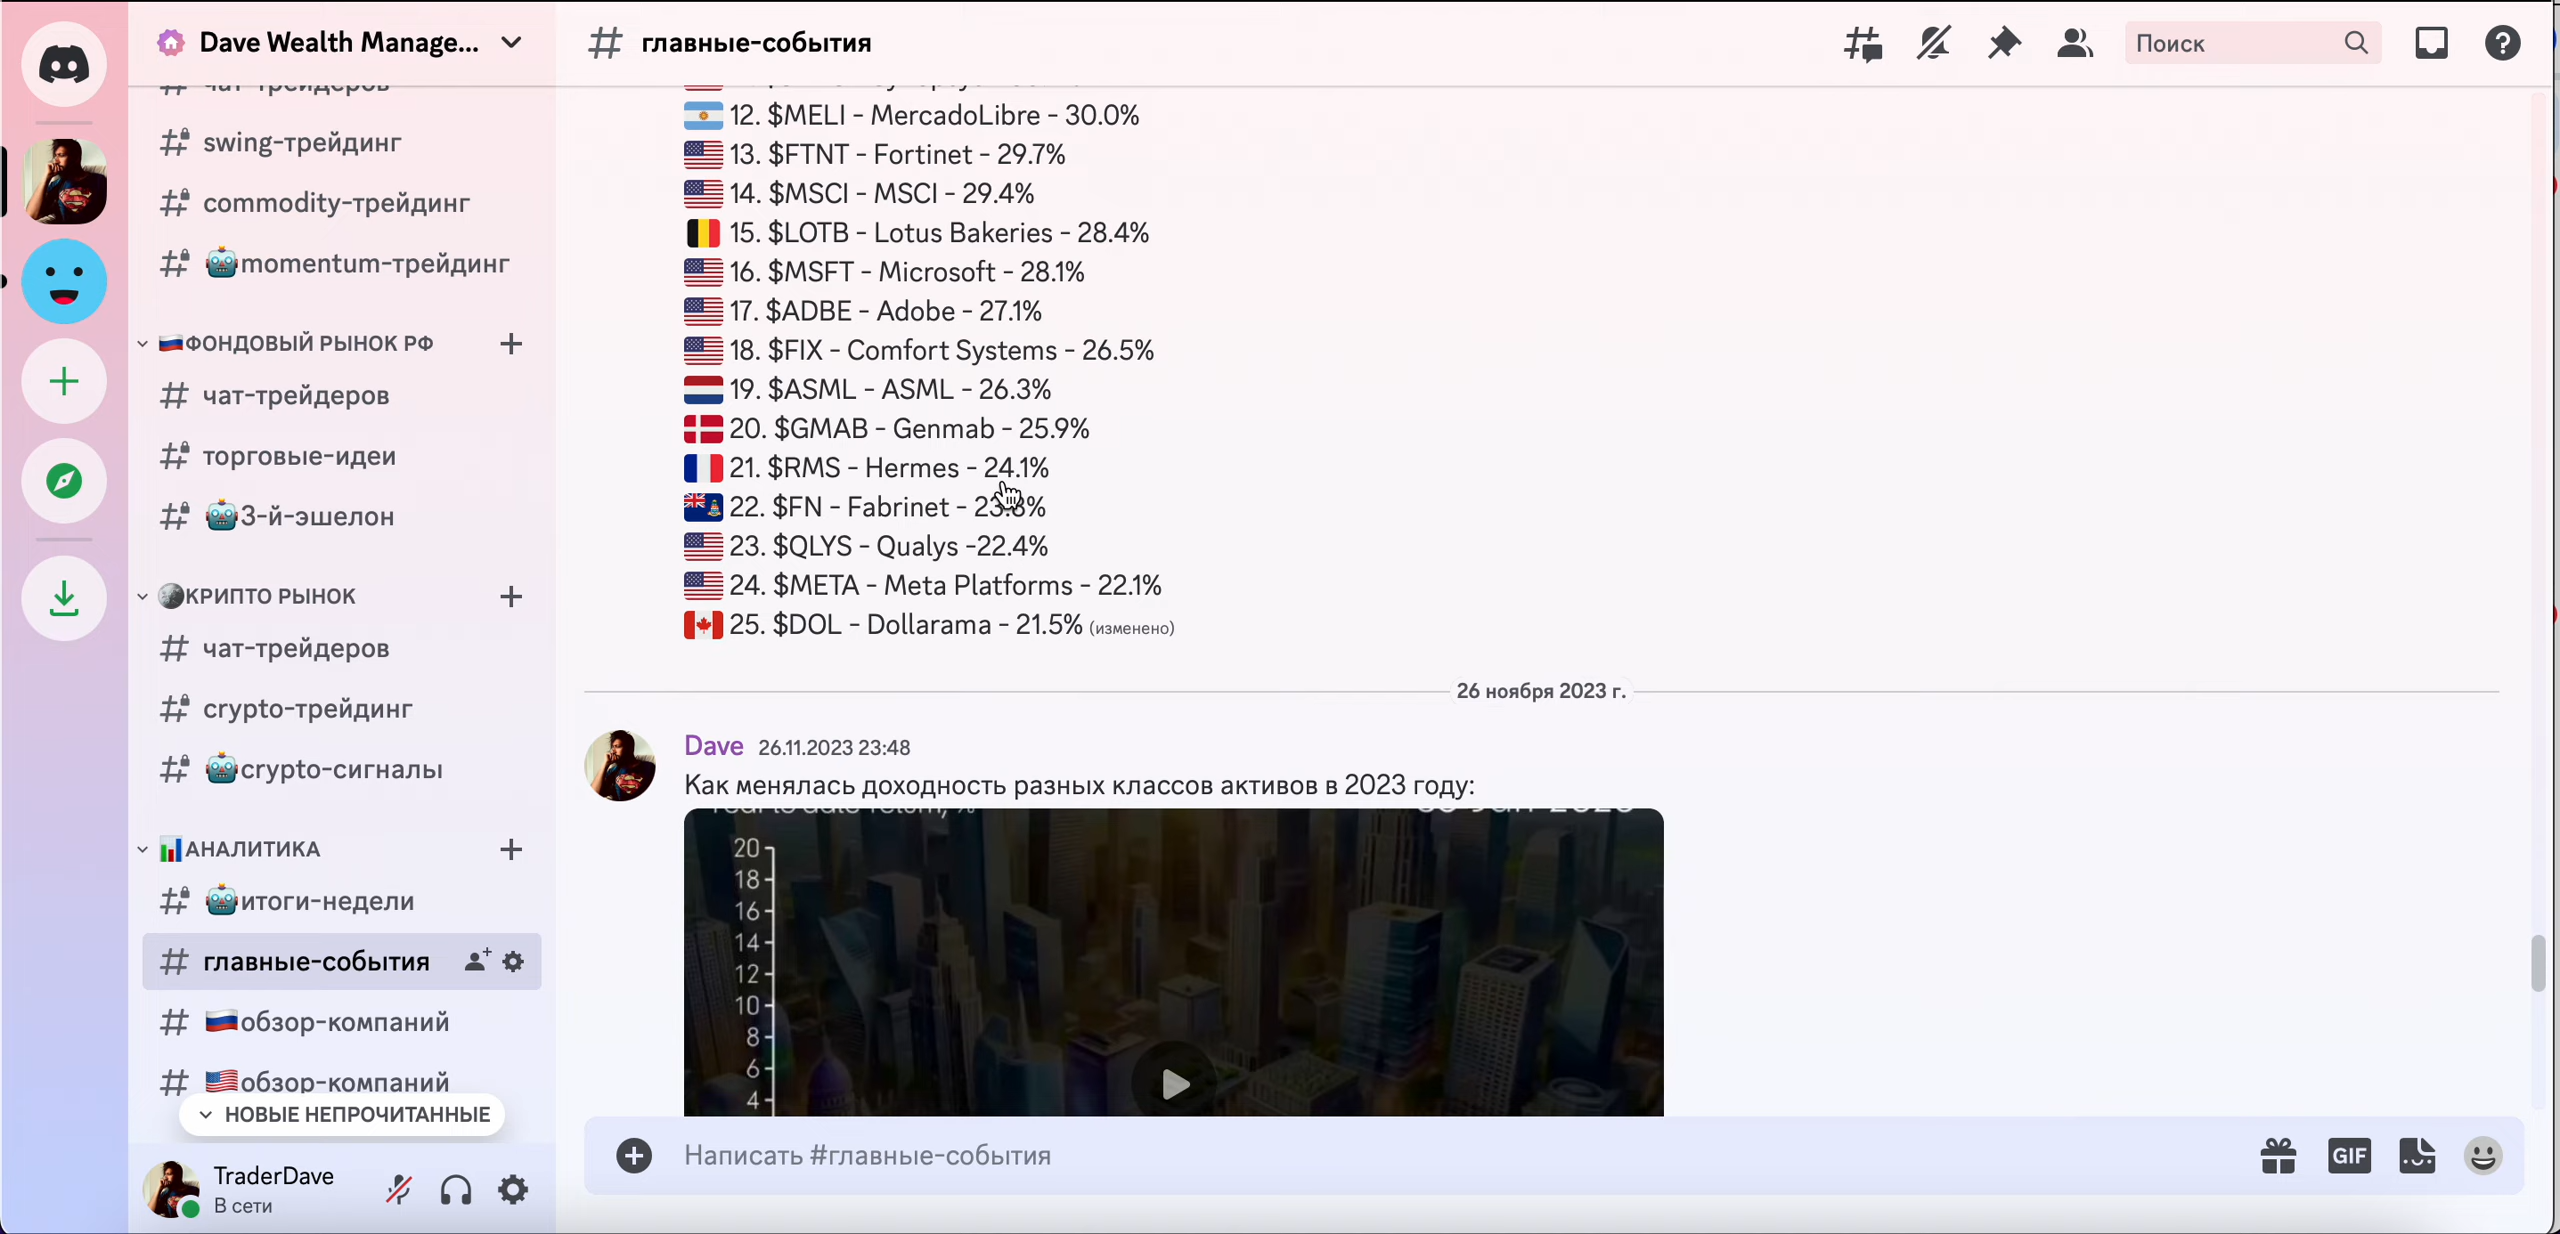 Dave Wealth Manage...
чат-трейдеров
swing-трейдинг
commodity-трейдинг
momentum-трейдинг
ФОНДОВЫЙ РЫНОК РФ
чат-трейдеров
торговые-идеи
3-й-эшелон
КРИПТО РЫНОК
чат-трейдеров
crypto-трейдинг
crypto-сигналы
АНАЛИТИКА
итоги-недели
главные-события
обзор-компаний
обзор-компаний
НОВЫЕ НЕПРОЧИТАННЫЕ
TraderDave
В сети
# главные-события
Поиск
12. $MELI - MercadoLibre - 30.0%
13. $FTNT - Fortinet - 29.7%
14. $MSCI - MSCI - 29.4%
15. $LOTB - Lotus Bakeries - 28.4%
16. $MSFT - Microsoft - 28.1%
17. $ADBE - Adobe - 27.1%
18. $FIX - Comfort Systems - 26.5%
19. $ASML - ASML - 26.3%
20. $GMAB - Genmab - 25.9%
21. $RMS - Hermes - 24.1%
22. $FN - Fabrinet - 23.8%
23. $QLYS - Qualys -22.4%
24. $META - Meta Platforms - 22.1%
25. $DOL - Dollarama - 21.5% (изменено)
26 ноября 2023 г.
Dave 26.11.2023 23:48
Как менялась доходность разных классов активов в 2023 году:
20
18
16
14
12
10
8
6
4
Написать #главные-события
GIF